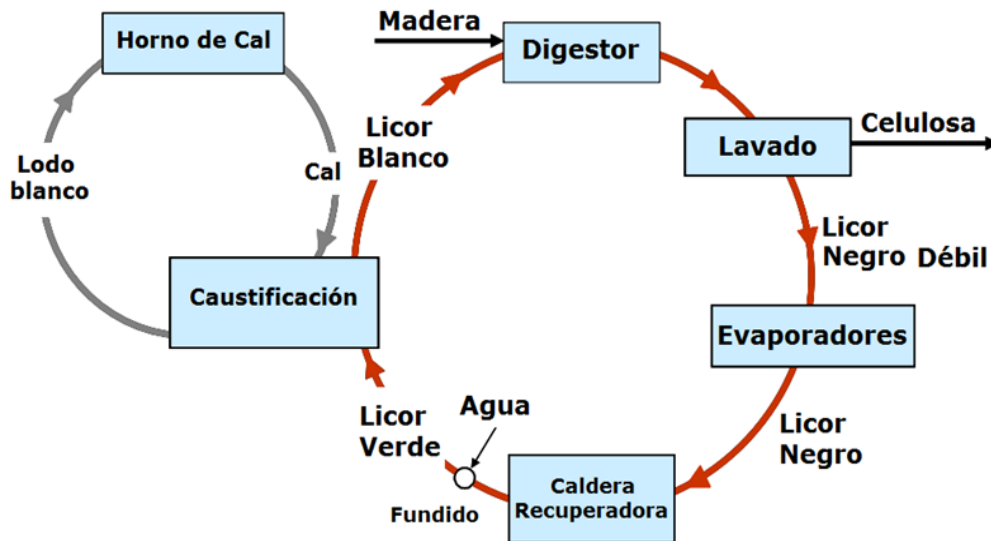 Madera
Horno de Cal
Digestor
Licor
Blanco
Celulosa
Lavado
Lodo
blanco
Cal
Licor
Negro Débil
Caustificación
Evaporadores
Agua
Licor
Verde
Licor
Negro
Caldera
Recuperadora
Fundido